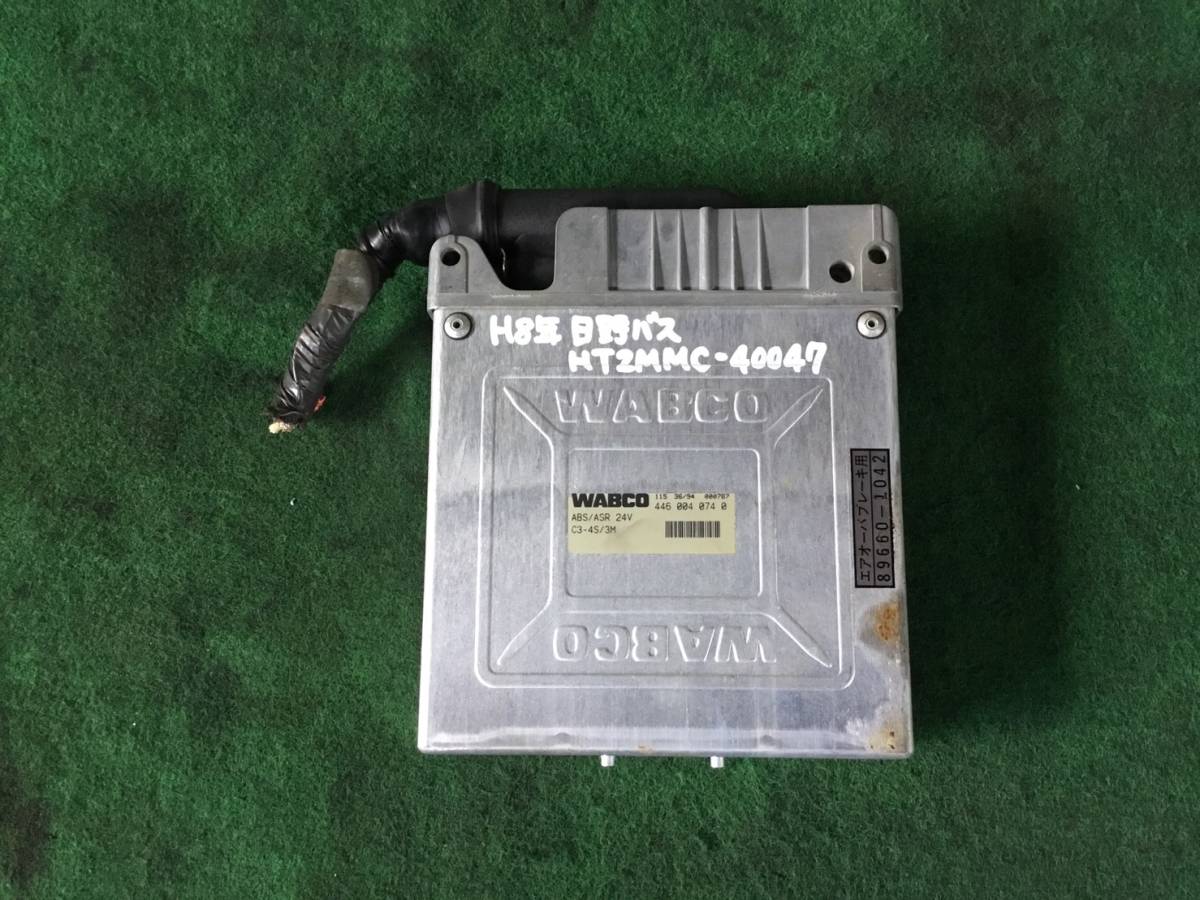 H8年 日野バス
HT2MMC-40047
WABCO
WABCO 115 36/94 000787
446 004 074 0
ABS/ASR 24V
C3-4S/3M
エアオーバブレーキ用
89660-1042
WABCO